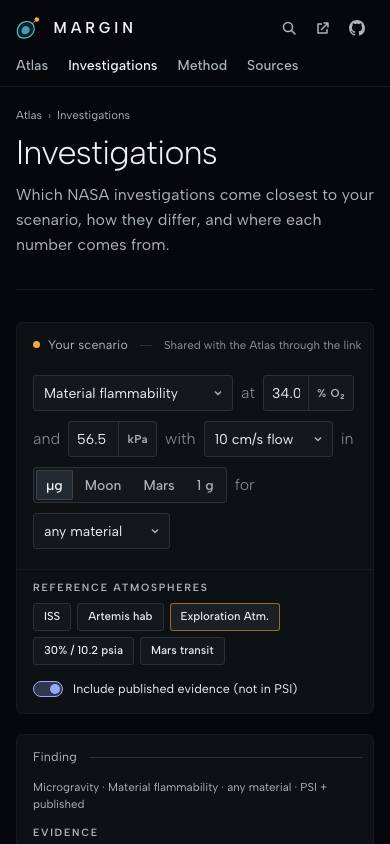 MARGIN
Atlas Investigations Method Sources
Atlas › Investigations
Investigations
Which NASA investigations come closest to your
scenario, how they differ, and where each
number comes from.
Your scenario — Shared with the Atlas through the link
Material flammability at 34.0 % O₂
and 56.5 kPa with 10 cm/s flow in
µg Moon Mars 1 g for
any material
REFERENCE ATMOSPHERES
ISS Artemis hab Exploration Atm.
30% / 10.2 psia Mars transit
Include published evidence (not in PSI)
Finding
Microgravity · Material flammability · any material · PSI +
published
EVIDENCE